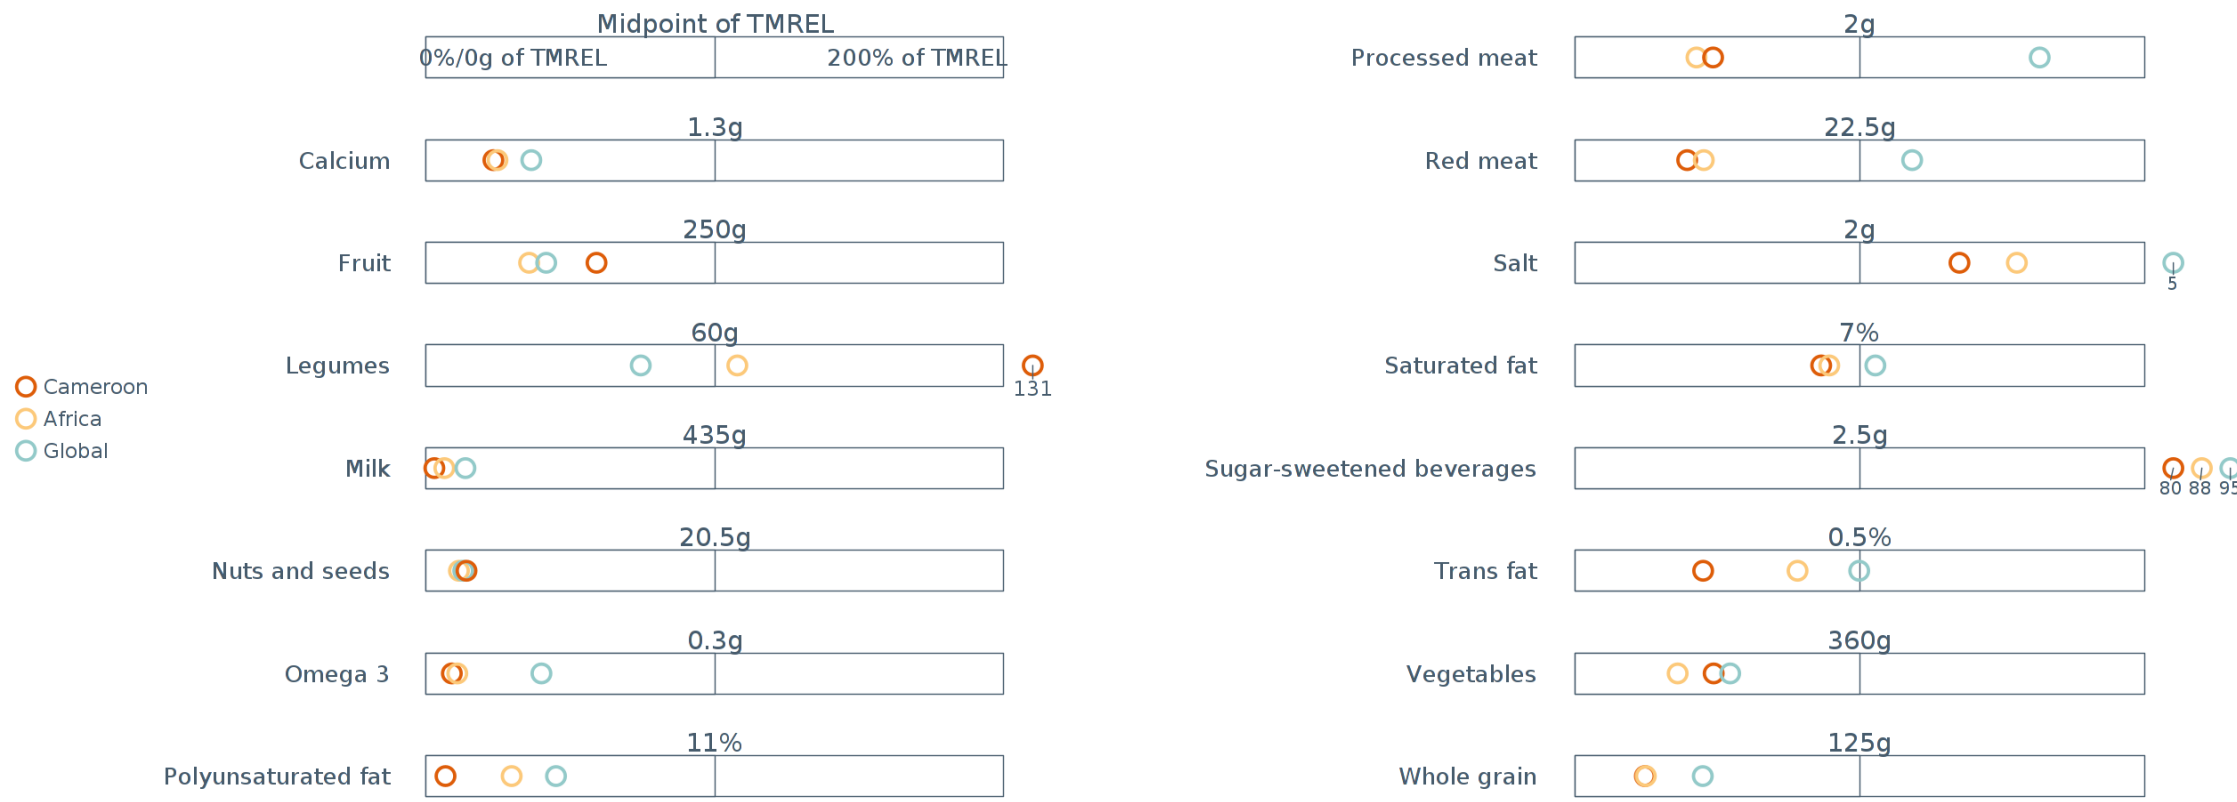 Midpoint of TMREL
0%/0g of TMREL 200% of TMREL
1.3g
Calcium
250g
Fruit
60g
Legumes
131
435g
Milk
20.5g
Nuts and seeds
0.3g
Omega 3
11%
Polyunsaturated fat
Cameroon
Africa
Global
2g
Processed meat
22.5g
Red meat
2g
Salt
5
7%
Saturated fat
2.5g
Sugar-sweetened beverages
80 88 95
0.5%
Trans fat
360g
Vegetables
125g
Whole grain